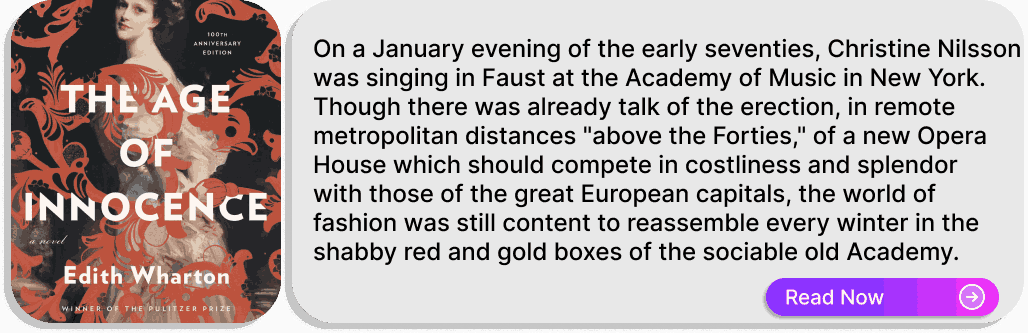 100TH
ANNIVERSARY
EDITION
THE AGE
OF
INNOCENCE
a novel
Edith Wharton
WINNER OF THE PULITZER PRIZE
On a January evening of the early seventies, Christine Nilsson
was singing in Faust at the Academy of Music in New York.
Though there was already talk of the erection, in remote
metropolitan distances "above the Forties," of a new Opera
House which should compete in costliness and splendor
with those of the great European capitals, the world of
fashion was still content to reassemble every winter in the
shabby red and gold boxes of the sociable old Academy.
Read Now